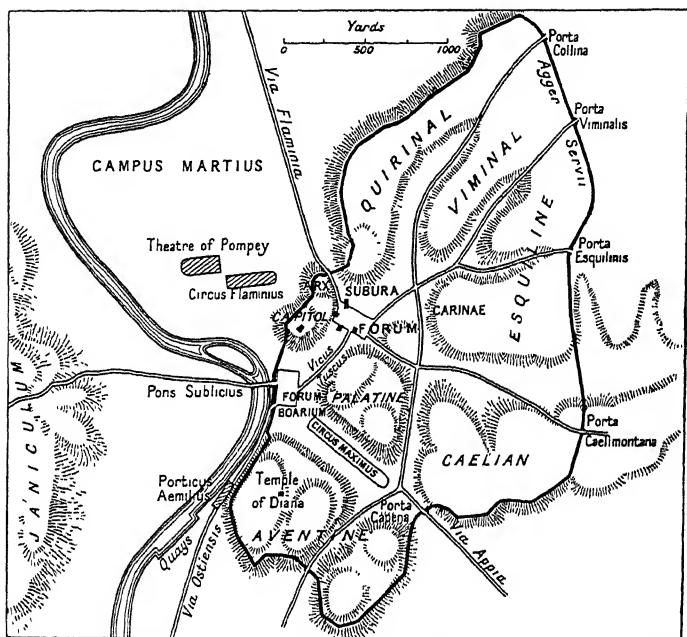 Yards
0 500 1000
Via Flaminia
Porta
Collina
Agger
Servii
Porta
Viminalis
QUIRINAL
VIMINAL
ESQUILINE
CAMPUS MARTIUS
Theatre of Pompey
Circus Flaminius
ARX
SUBURA
CAPITOL
FORUM
CARINAE
Porta
Esquilinis
JANICULUM
Pons Sublicius
Vicus
Tuscus
FORUM
BOARIUM
PALATINE
CIRCUS MAXIMUS
CAELIAN
Porta
Caelimontana
Porticus
Aemilius
Temple
of Diana
AVENTINE
Porta
Capena
Quays
Via Ostiensis
Via Appia